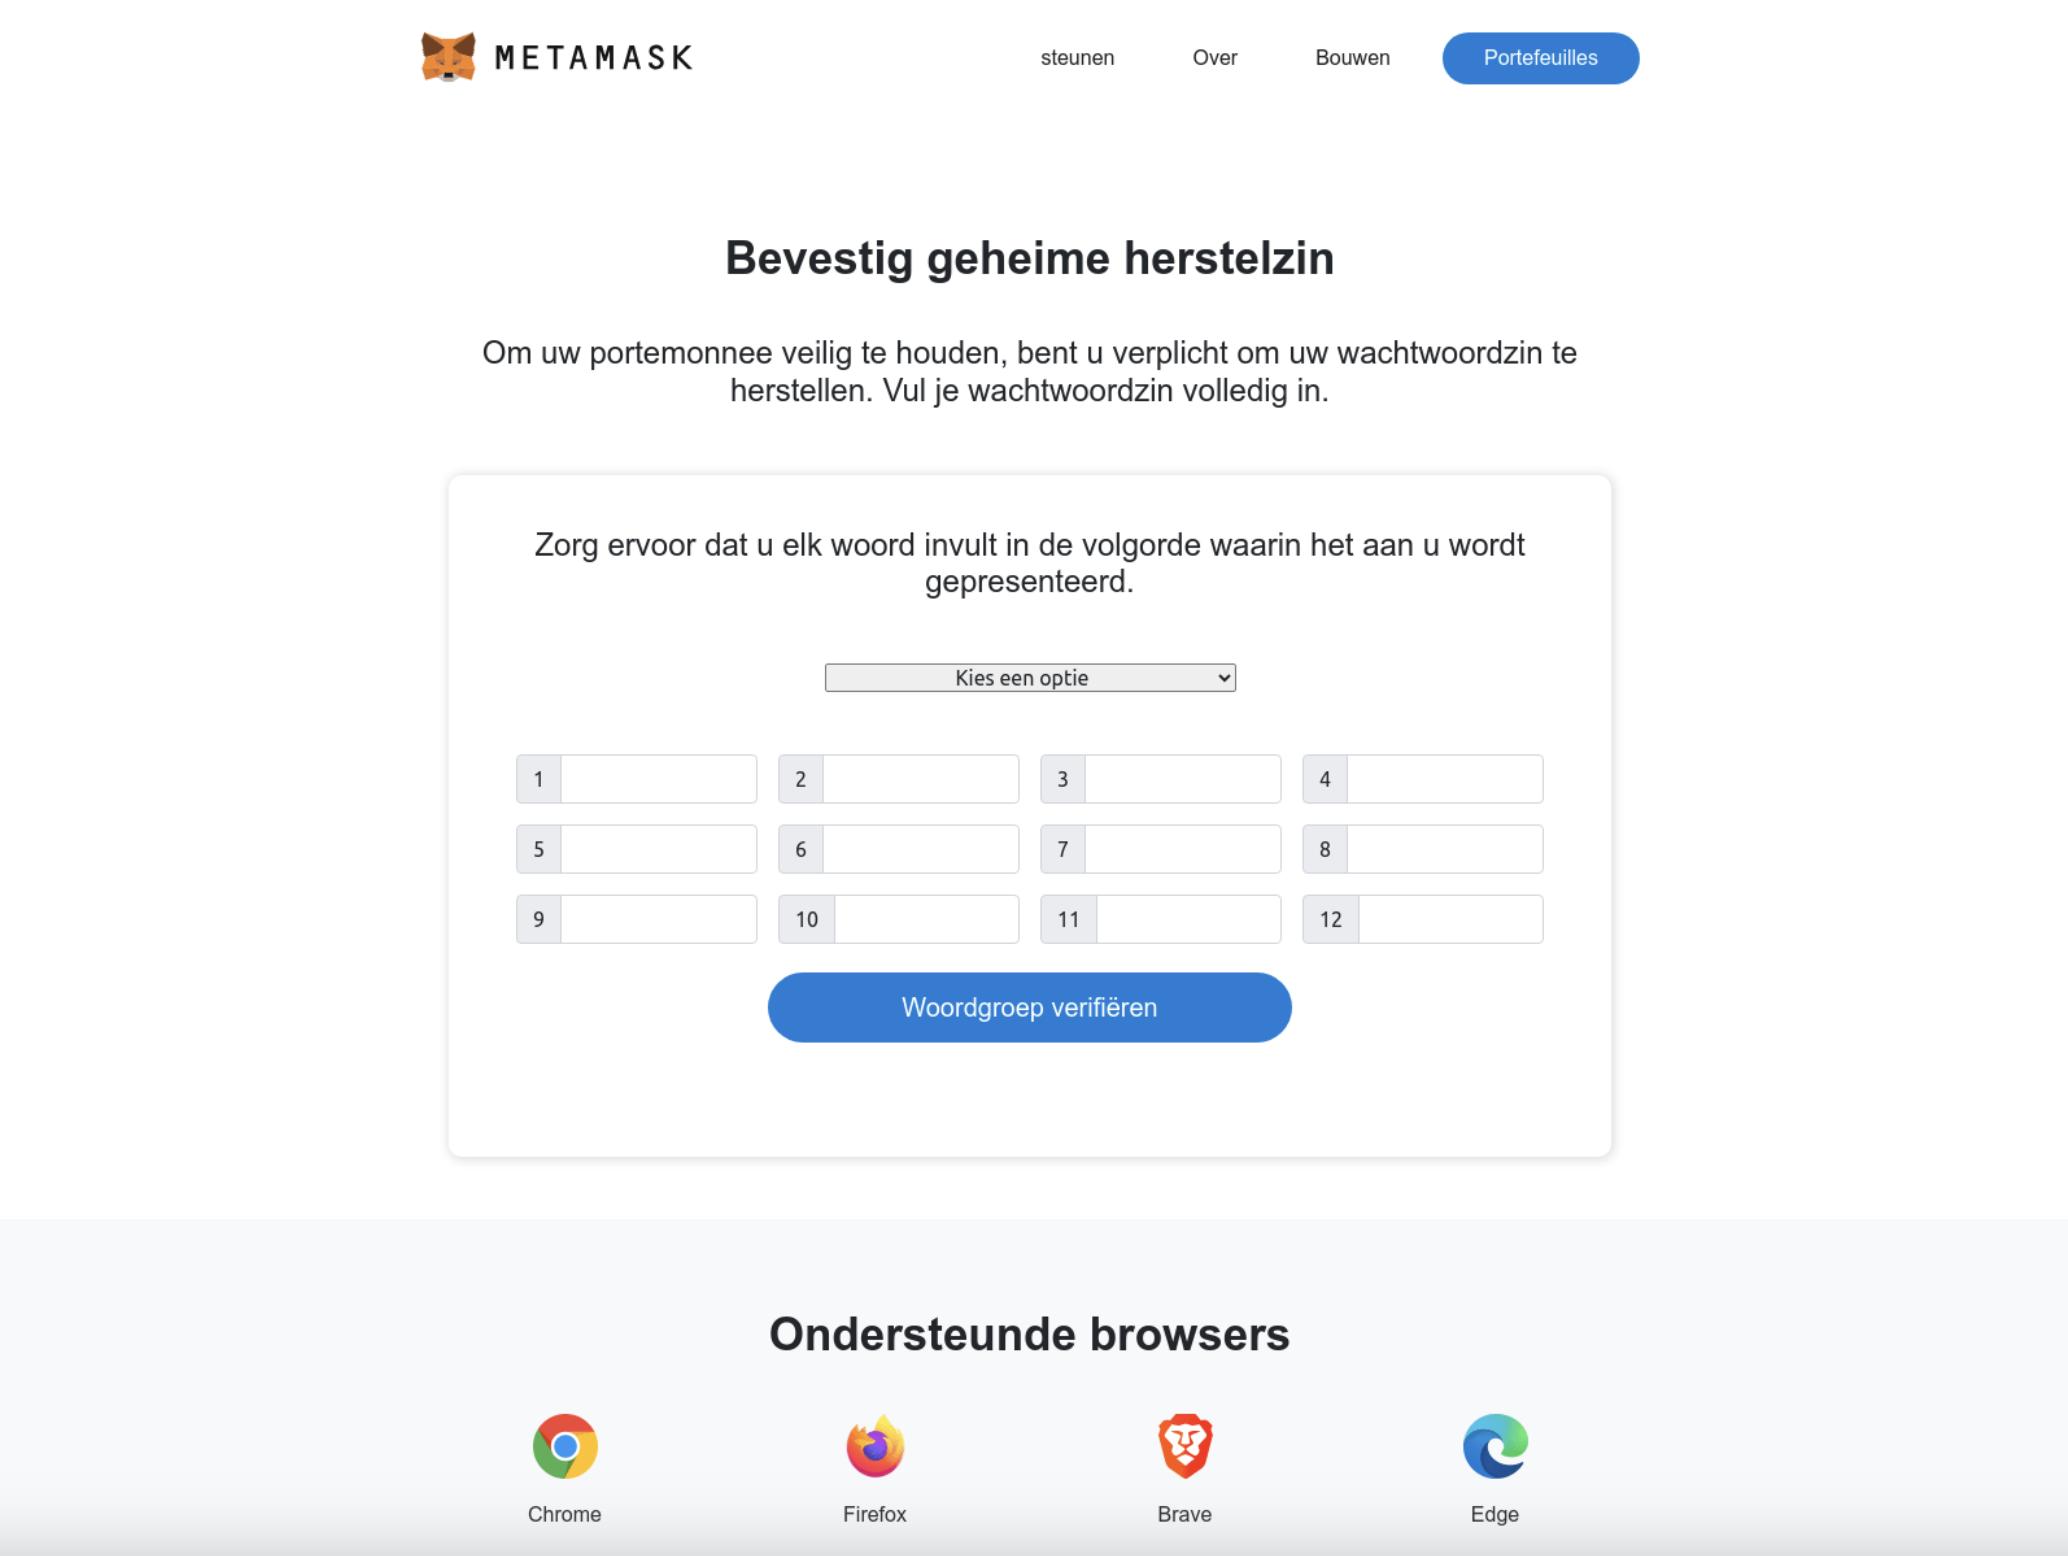 METAMASK
steunen Over Bouwen Portefeuilles
Bevestig geheime herstelzin
Om uw portemonnee veilig te houden, bent u verplicht om uw wachtwoordzin te
herstellen. Vul je wachtwoordzin volledig in.
Zorg ervoor dat u elk woord invult in de volgorde waarin het aan u wordt
gepresenteerd.
Kies een optie
1 2 3 4
5 6 7 8
9 10 11 12
Woordgroep verifiëren
Ondersteunde browsers
Chrome Firefox Brave Edge